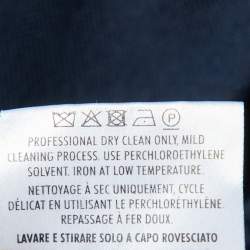 P
PROFESSIONAL DRY CLEAN ONLY, MILD
CLEANING PROCESS. USE PERCHLOROETHYLENE
SOLVENT. IRON AT LOW TEMPERATURE.
NETTOYAGE À SEC UNIQUEMENT, CYCLE
DÉLICAT EN UTILISANT LE PERCHLORÉTHYLÈNE.
REPASSAGE À FER DOUX.
LAVARE E STIRARE SOLO A CAPO ROVESCIATO